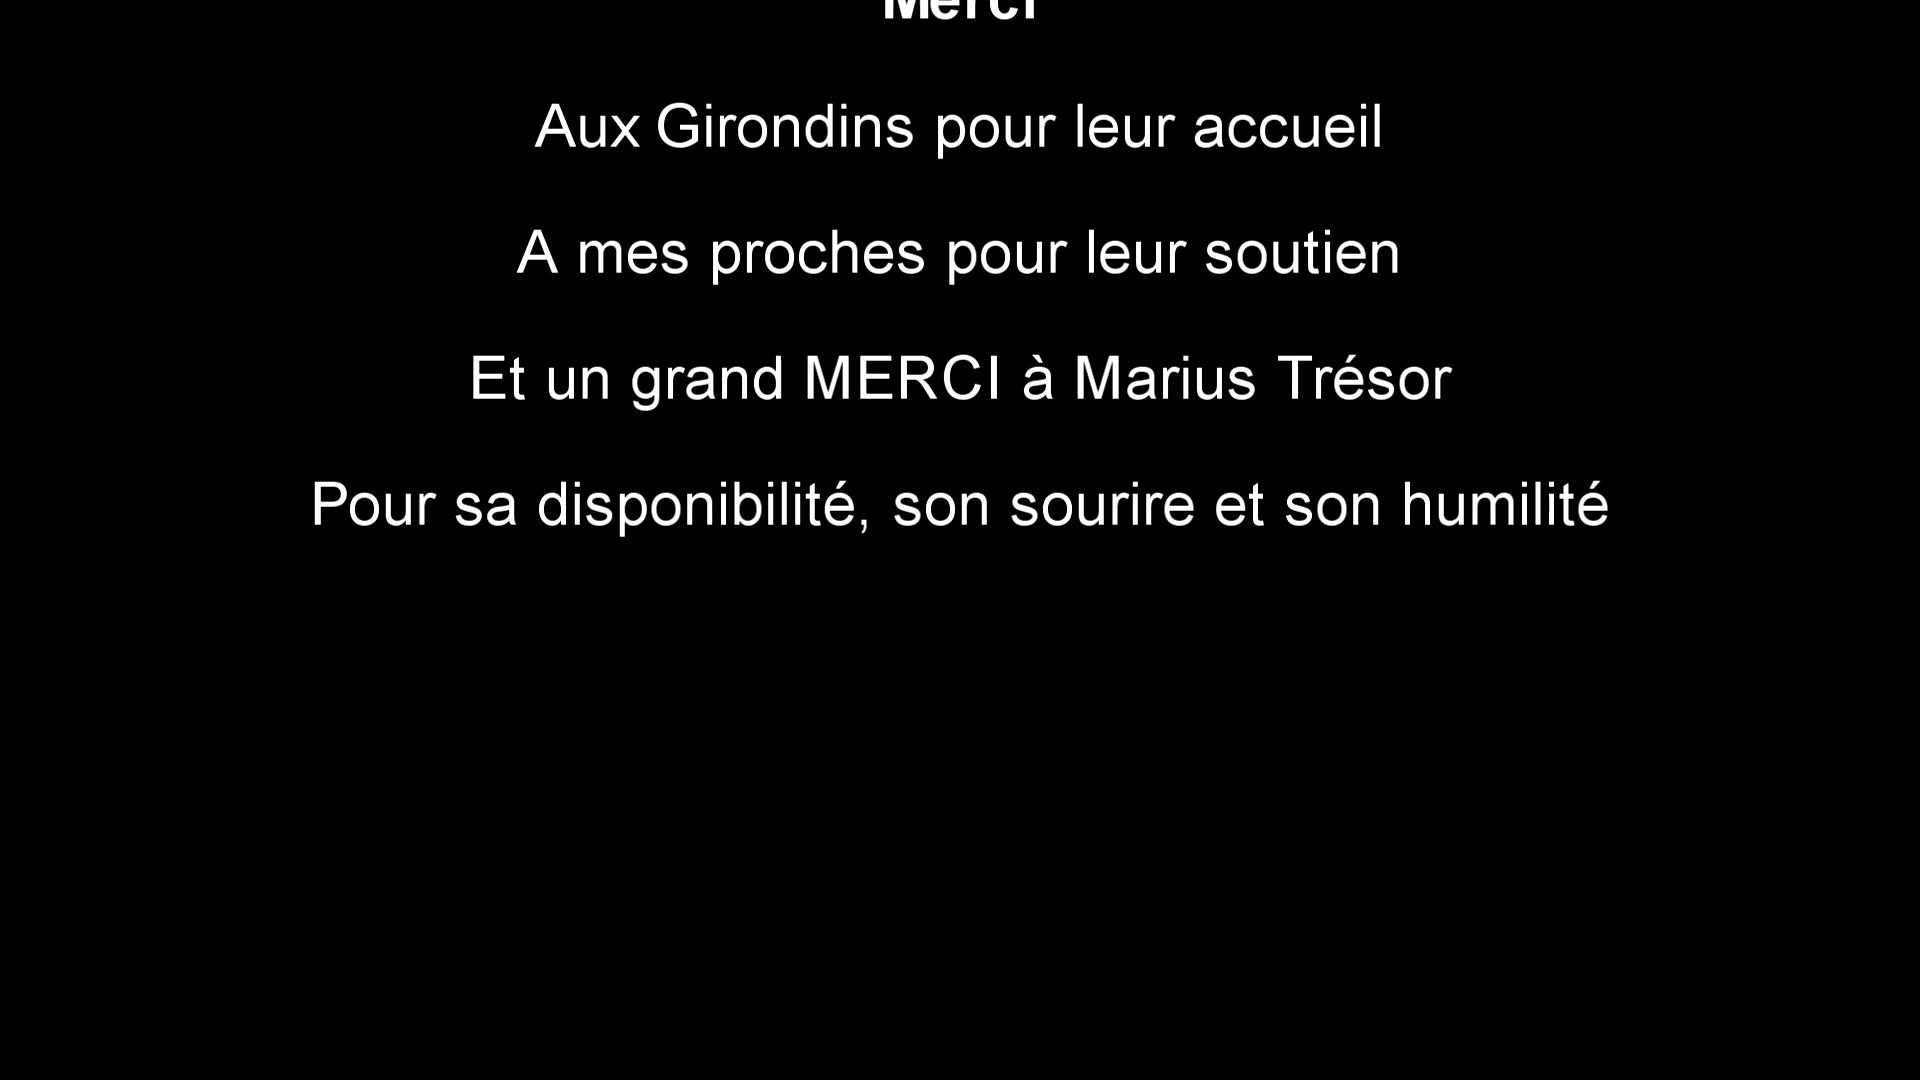 Merci
Aux Girondins pour leur accueil
A mes proches pour leur soutien
Et un grand MERCI à Marius Trésor
Pour sa disponibilité, son sourire et son humilité